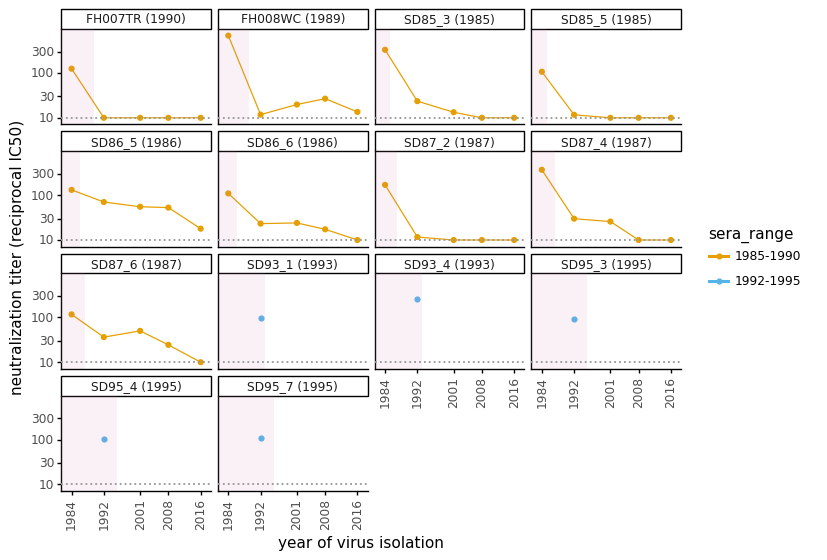 FH007TR (1990) FH008WC (1989) SD85_3 (1985) SD85_5 (1985)
300
100
30
10
SD86_5 (1986) SD86_6 (1986) SD87_2 (1987) SD87_4 (1987)
300
100
30
10
SD87_6 (1987) SD93_1 (1993) SD93_4 (1993) SD95_3 (1995)
300
100
30
10
1984 1992 2001 2008 2016 1984 1992 2001 2008 2016
SD95_4 (1995) SD95_7 (1995)
300
100
30
10
1984 1992 2001 2008 2016 1984 1992 2001 2008 2016
year of virus isolation
neutralization titer (reciprocal IC50)
sera_range
1985-1990
1992-1995